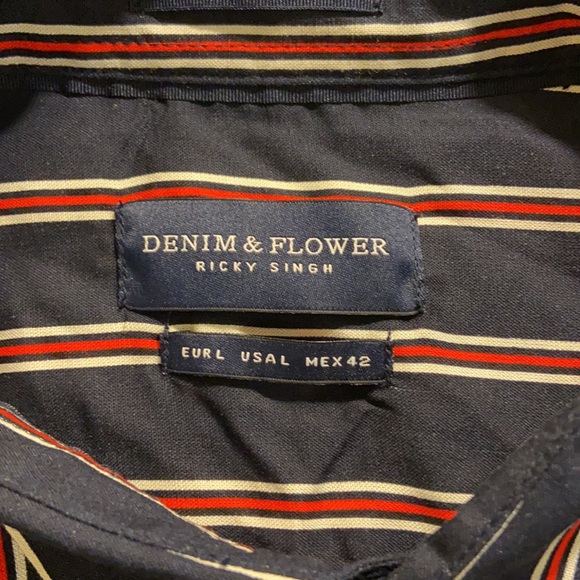 DENIM & FLOWER
RICKY SINGH
EURL USAL MEX42